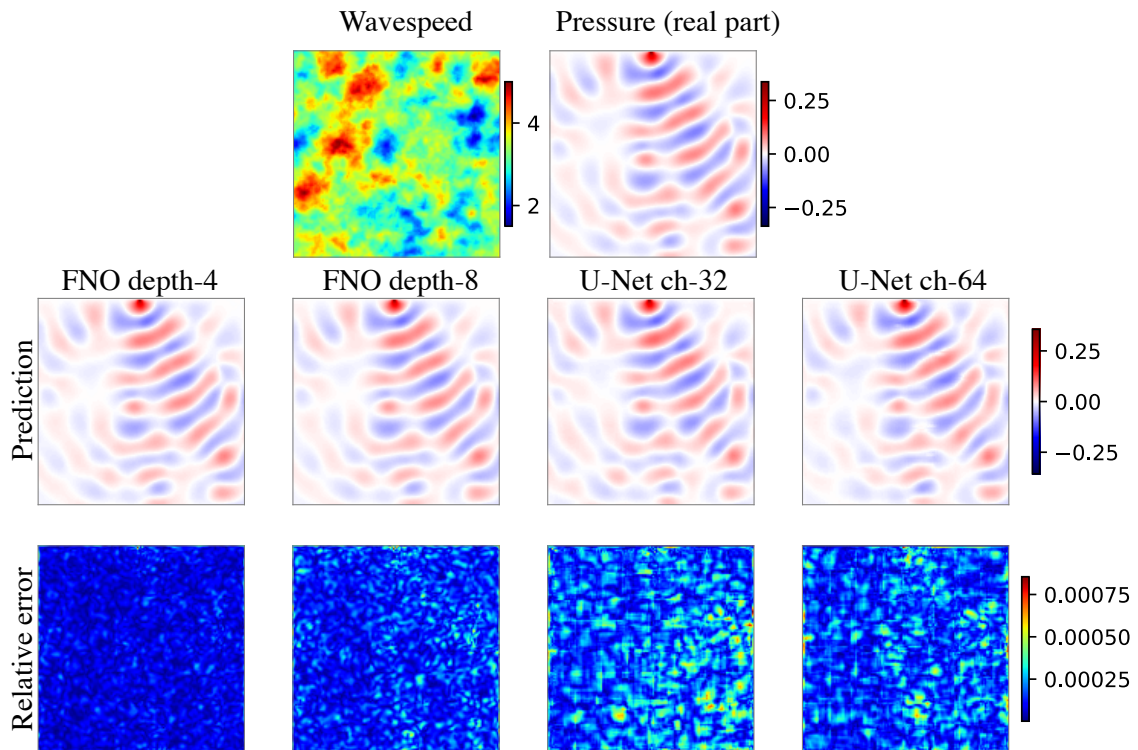 Wavespeed
Pressure (real part)
4
2
0.25
0.00
−0.25
FNO depth-4
FNO depth-8
U-Net ch-32
U-Net ch-64
Prediction
0.25
0.00
−0.25
Relative error
0.00075
0.00050
0.00025